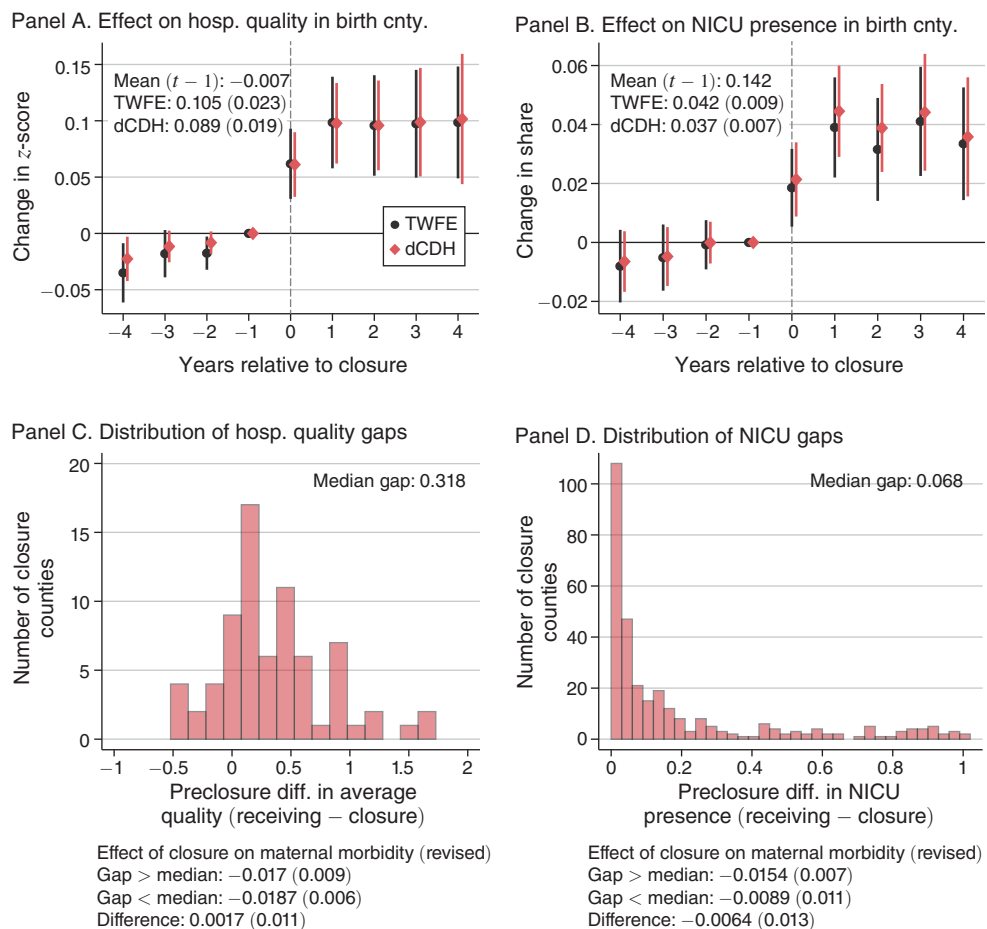 Panel A. Effect on hosp. quality in birth cnty.
0.15
0.1
0.05
0
−0.05
Change in z-score
Mean (t − 1): −0.007
TWFE: 0.105 (0.023)
dCDH: 0.089 (0.019)
TWFE
dCDH
−4 −3 −2 −1 0 1 2 3 4
Years relative to closure
Panel B. Effect on NICU presence in birth cnty.
0.06
0.04
0.02
0
−0.02
Change in share
Mean (t − 1): 0.142
TWFE: 0.042 (0.009)
dCDH: 0.037 (0.007)
−4 −3 −2 −1 0 1 2 3 4
Years relative to closure
Panel C. Distribution of hosp. quality gaps
20
15
10
5
0
Number of closure
counties
Median gap: 0.318
−1 −0.5 0 0.5 1 1.5 2
Preclosure diff. in average
quality (receiving − closure)
Effect of closure on maternal morbidity (revised)
Gap > median: −0.017 (0.009)
Gap < median: −0.0187 (0.006)
Difference: 0.0017 (0.011)
Panel D. Distribution of NICU gaps
100
80
60
40
20
0
Number of closure
counties
Median gap: 0.068
0 0.2 0.4 0.6 0.8 1
Preclosure diff. in NICU
presence (receiving − closure)
Effect of closure on maternal morbidity (revised)
Gap > median: −0.0154 (0.007)
Gap < median: −0.0089 (0.011)
Difference: −0.0064 (0.013)